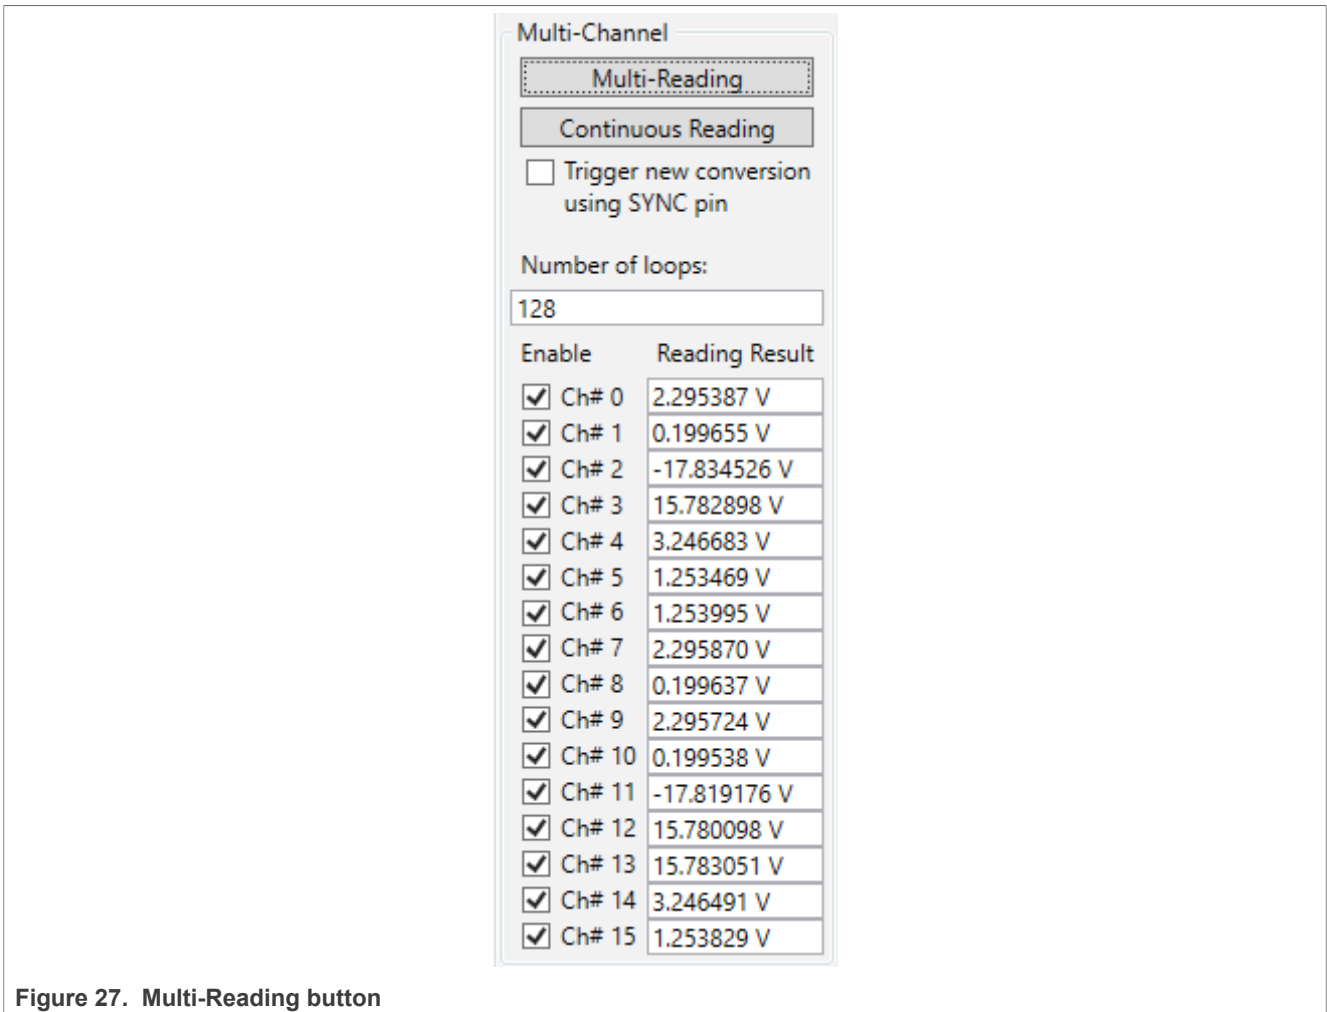 Multi-Channel
Multi-Reading
Continuous Reading
Trigger new conversion
using SYNC pin
Number of loops:
128
Enable Reading Result
Ch# 0 2.295387 V
Ch# 1 0.199655 V
Ch# 2 -17.834526 V
Ch# 3 15.782898 V
Ch# 4 3.246683 V
Ch# 5 1.253469 V
Ch# 6 1.253995 V
Ch# 7 2.295870 V
Ch# 8 0.199637 V
Ch# 9 2.295724 V
Ch# 10 0.199538 V
Ch# 11 -17.819176 V
Ch# 12 15.780098 V
Ch# 13 15.783051 V
Ch# 14 3.246491 V
Ch# 15 1.253829 V
Figure 27. Multi-Reading button